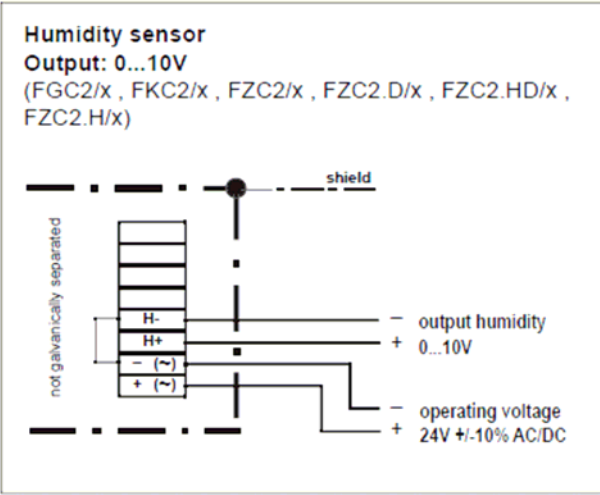 Humidity sensor
Output: 0...10V
(FGC2/x , FKC2/x , FZC2/x , FZC2.D/x , FZC2.HD/x ,
FZC2.H/x)
shield
not galvanically separated
H-
H+
− (~)
+ (~)
− output humidity
+ 0...10V
− operating voltage
+ 24V +/-10% AC/DC